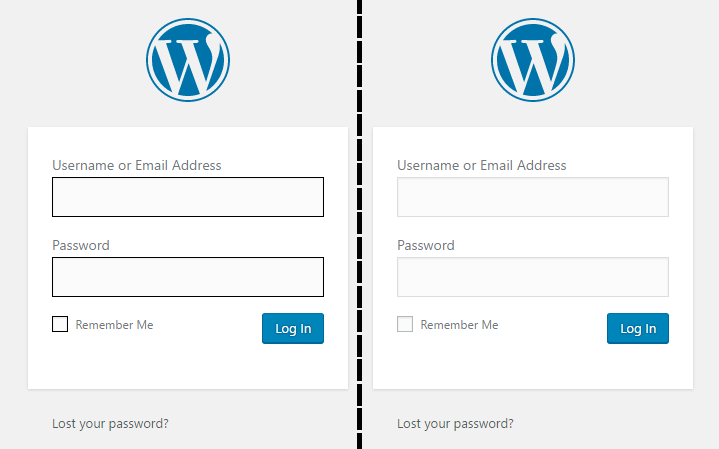 Username or Email Address
Password
Remember Me
Log In
Lost your password?
Username or Email Address
Password
Remember Me
Log In
Lost your password?